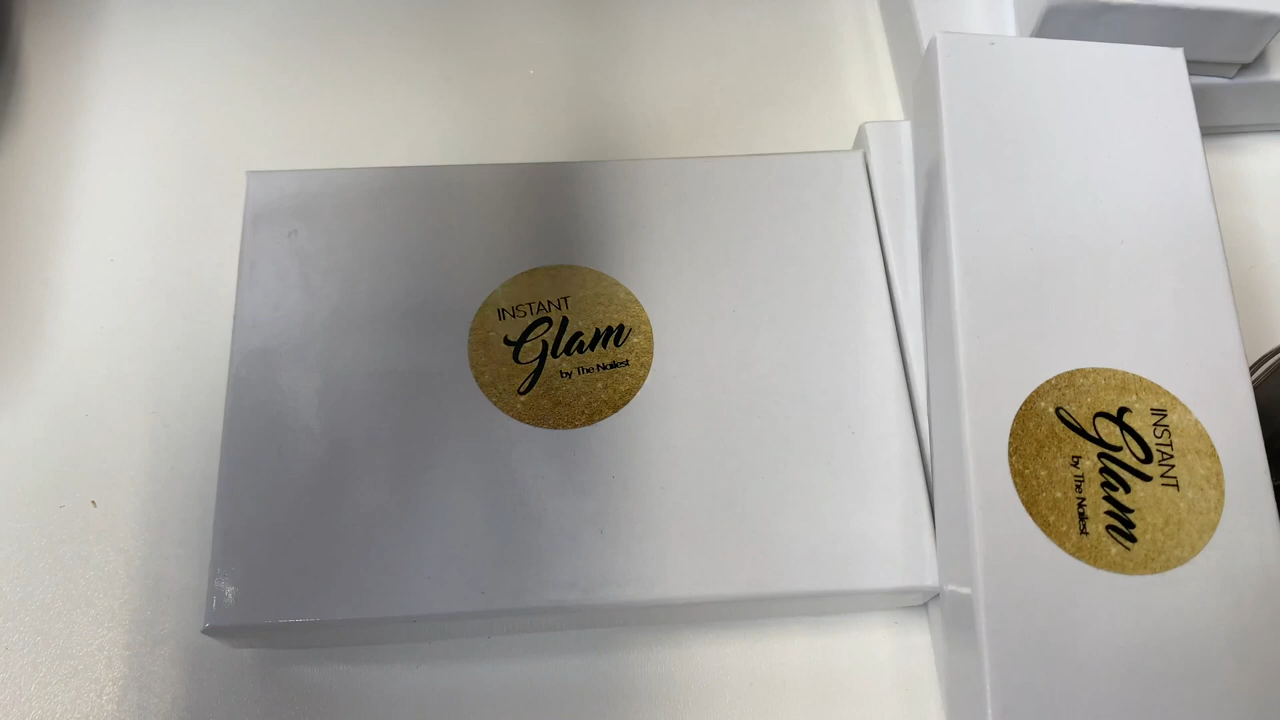 INSTANT
Glam
by The Nailest
INSTANT
Glam
by The Nailest